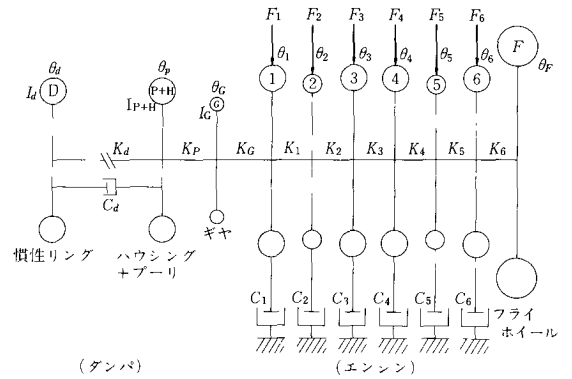 F1 F2 F3 F4 F5 F6
θd θp θG θ1 θ2 θ3 θ4 θ5 θ6 θF
D P+H G 1 2 3 4 5 6 F
Id IP+H IG
Kd KP KG K1 K2 K3 K4 K5 K6
Cd
慣性リング ハウシング
+プーリ ギヤ
C1 C2 C3 C4 C5 C6
フライ
ホイール
(ダンパ) (エンシン)